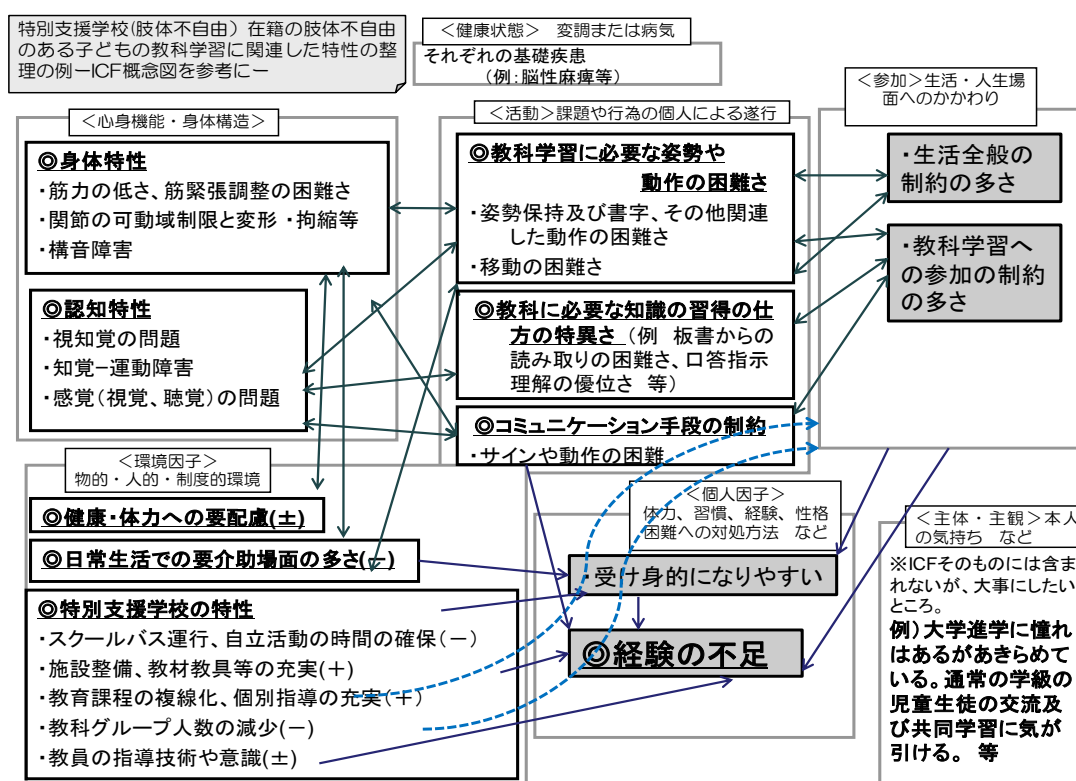 特別支援学校(肢体不自由）在籍の肢体不自由
のある子どもの教科学習に関連した特性の整
理の例ーICF概念図を参考にー
＜健康状態＞　変調または病気
それぞれの基礎疾患
（例：脳性麻痺等）
＜心身機能・身体構造＞
◎身体特性
・筋力の低さ、筋緊張調整の困難さ
・関節の可動域制限と変形・拘縮等
・構音障害
◎認知特性
・視知覚の問題
・知覚−運動障害
・感覚（視覚、聴覚）の問題
＜活動＞課題や行為の個人による遂行
◎教科学習に必要な姿勢や
動作の困難さ
・姿勢保持及び書字、その他関連
した動作の困難さ
・移動の困難さ
◎教科に必要な知識の習得の仕
方の特異さ（例　板書からの
読み取りの困難さ、口答指示
理解の優位さ　等）
◎コミュニケーション手段の制約
・サインや動作の困難
＜参加＞生活・人生場
面へのかかわり
・生活全般の
制約の多さ
・教科学習へ
の参加の制約
の多さ
＜環境因子＞
物的・人的・制度的環境
◎健康・体力への要配慮(±)
◎日常生活での要介助場面の多さ(−)
◎特別支援学校の特性
・スクールバス運行、自立活動の時間の確保（−）
・施設整備、教材教具等の充実(＋)
・教育課程の複線化、個別指導の充実(＋)
・教科グループ人数の減少(−)
・教員の指導技術や意識(±)
＜個人因子＞
体力、習慣、経験、性格
困難への対処方法　など
・受け身的になりやすい
◎経験の不足
＜主体・主観＞本人
の気持ち　など
※ICFそのものには含ま
れないが、大事にしたい
ところ。
例）大学進学に憧れ
はあるがあきらめて
いる。通常の学級の
児童生徒の交流及
び共同学習に気が
引ける。　等